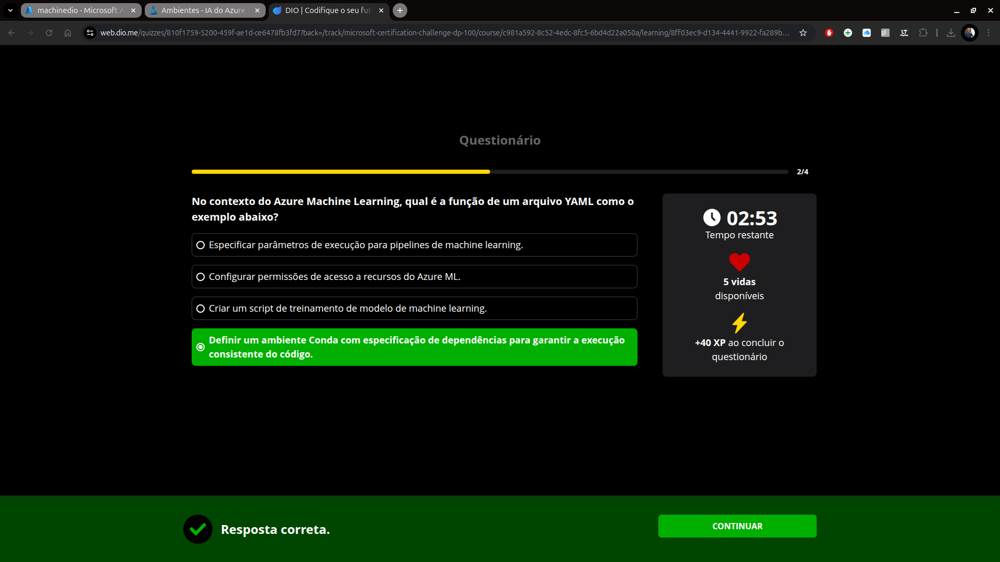 machinedio - Microsoft A
Ambientes - IA do Azure
DIO | Codifique o seu fut
web.dio.me/quizzes/810f1759-5200-459f-ae1d-ce6478fb3fd7?back=/track/microsoft-certification-challenge-dp-100/course/c981a592-8c52-4edc-8fc5-6bd4d22a050a/learning/8ff03ec9-d134-4441-9922-fa289b...
Questionário
2/4
No contexto do Azure Machine Learning, qual é a função de um arquivo YAML como o
exemplo abaixo?
Especificar parâmetros de execução para pipelines de machine learning.
Configurar permissões de acesso a recursos do Azure ML.
Criar um script de treinamento de modelo de machine learning.
Definir um ambiente Conda com especificação de dependências para garantir a execução
consistente do código.
02:53
Tempo restante
5 vidas
disponíveis
+40 XP ao concluir o
questionário
Resposta correta.
CONTINUAR